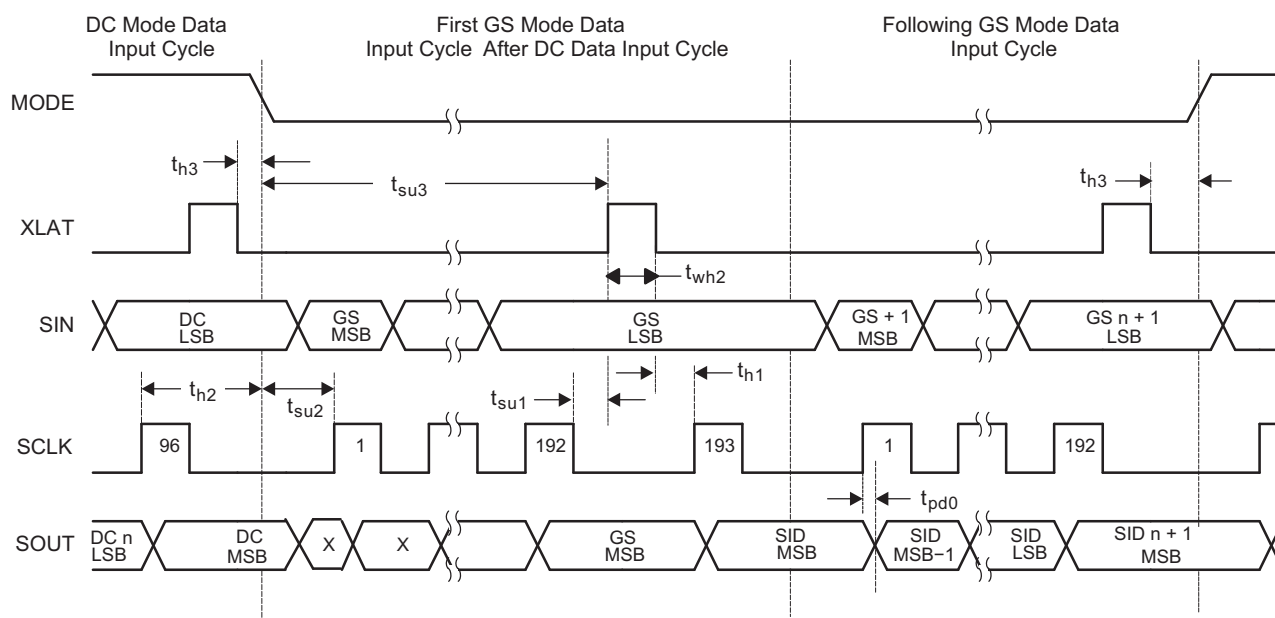 DC Mode Data
Input Cycle
First GS Mode Data
Input Cycle After DC Data Input Cycle
Following GS Mode Data
Input Cycle
MODE
th3
tsu3
th3
XLAT
twh2
SIN
DC
LSB
GS
MSB
GS
LSB
GS + 1
MSB
GS n + 1
LSB
th2
tsu2
tsu1
th1
SCLK
96
1
192
193
1
192
tpd0
SOUT
DC n
LSB
DC
MSB
X
X
GS
MSB
SID
MSB
SID
MSB−1
SID
LSB
SID n + 1
MSB